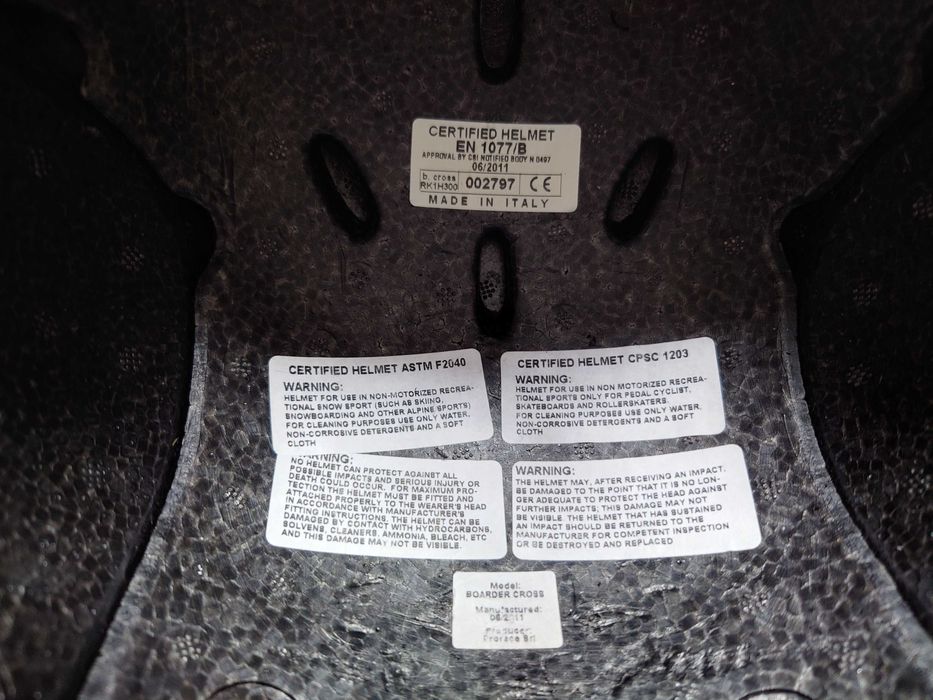 CERTIFIED HELMET
EN 1077/B
APPROVAL BY CSI NOTIFIED BODY N 0497
06/2011
b. cross
RK1H300
002797
CE
MADE IN ITALY
CERTIFIED HELMET ASTM F2040
WARNING:
HELMET FOR USE IN NON-MOTORIZED RECREA-
TIONAL SNOW SPORT (SUCH AS SKIING,
SNOWBOARDING AND OTHER ALPINE SPORTS)
FOR CLEANING PURPOSES USE ONLY WATER,
NON-CORROSIVE DETERGENTS AND A SOFT
CLOTH
CERTIFIED HELMET CPSC 1203
WARNING:
HELMET FOR USE IN NON MOTORIZED RECREA-
TIONAL SPORTS ONLY FOR PEDAL CYCLIST,
SKATEBOARDS AND ROLLERSKATERS.
FOR CLEANING PURPOSES USE ONLY WATER,
NON-CORROSIVE DETERGENTS AND A SOFT
CLOTH
WARNING:
NO HELMET CAN PROTECT AGAINST ALL
POSSIBLE IMPACTS AND SERIOUS INJURY OR
DEATH COULD OCCUR. FOR MAXIMUM PRO-
TECTION THE HELMET MUST BE FITTED AND
ATTACHED PROPERLY TO THE WEARER'S HEAD
IN ACCORDANCE WITH MANUFACTURER'S
FITTING INSTRUCTIONS. THE HELMET CAN BE
DAMAGED BY CONTACT WITH HYDROCARBONS,
SOLVENS, CLEANERS, AMMONIA, BLEACH, ETC
AND THIS DAMAGE MAY NOT BE VISIBLE.
WARNING:
THE HELMET MAY, AFTER RECEIVING AN IMPACT,
BE DAMAGED TO THE POINT THAT IT IS NO LON-
GER ADEQUATE TO PROTECT THE HEAD AGAINST
FURTHER IMPACTS; THIS DAMAGE MAY NOT
BE VISIBLE. THE HELMET THAT HAS SUSTAINED
AN IMPACT SHOULD BE RETURNED TO THE
MANUFACTURER FOR COMPETENT INSPECTION
OR BE DESTROYED AND REPLACED
Model:
BOARDER CROSS
Manufactured:
06/2011
Producer:
Prorace Srl